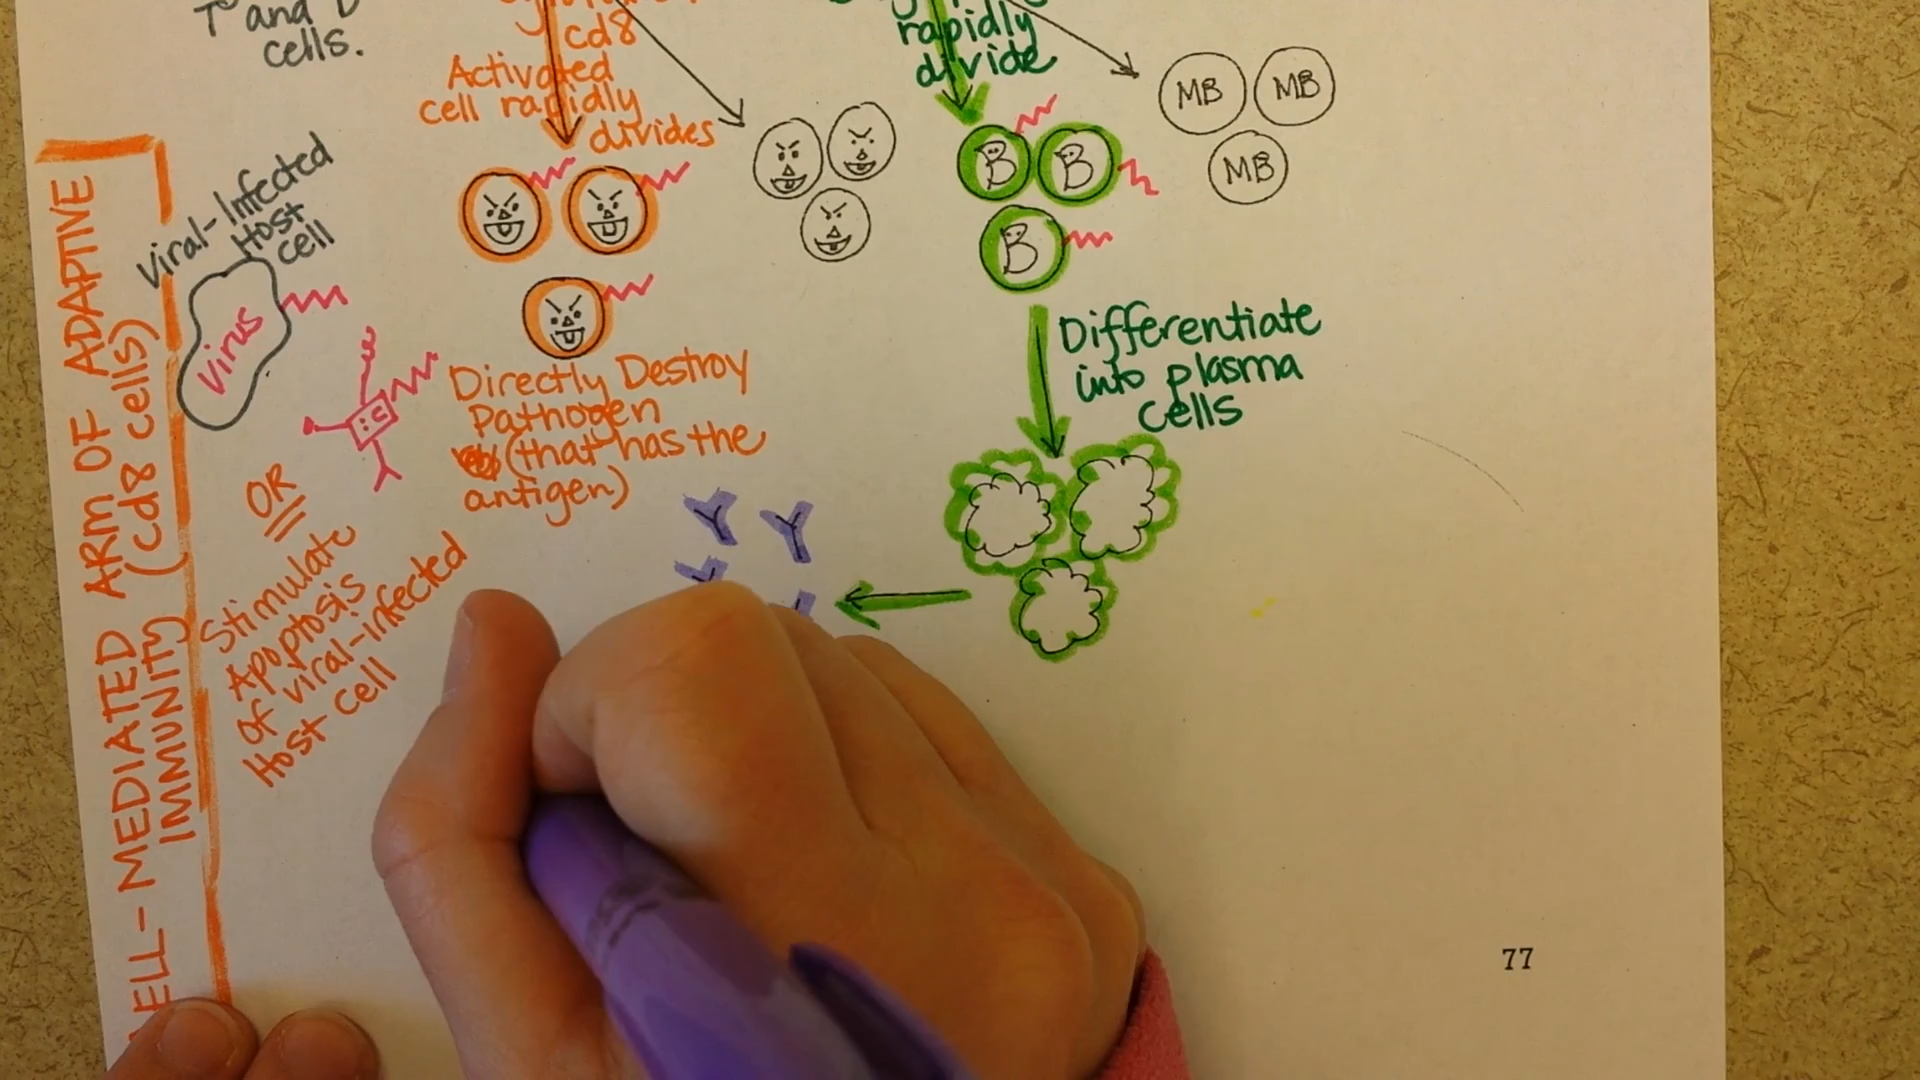 and
cells.
cd8
Activated
cell rapidly
divides
rapidly
divide
MB
MB
MB
B
B
B
Viral-Infected
Host
cell
Virus
Directly Destroy
Pathogen
(that has the
antigen)
Differentiate
into plasma
cells
OR
Stimulate
Apoptosis
of viral-infected
Host cell
CELL-MEDIATED ARM OF ADAPTIVE
IMMUNITY (cd8 cells)
77